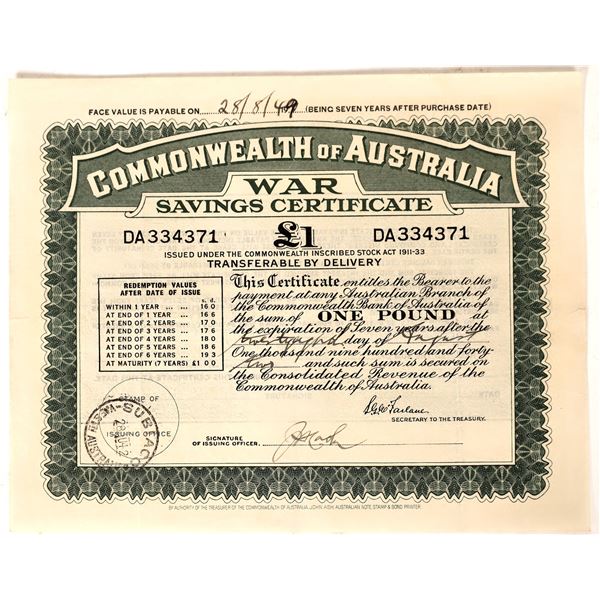 FACE VALUE IS PAYABLE ON 28/8/49 (BEING SEVEN YEARS AFTER PURCHASE DATE)
COMMONWEALTH OF AUSTRALIA
WAR
SAVINGS CERTIFICATE
DA 334371 £1 DA 334371
ISSUED UNDER THE COMMONWEALTH INSCRIBED STOCK ACT 1911-33
TRANSFERABLE BY DELIVERY
REDEMPTION VALUES
AFTER DATE OF ISSUE
s. d.
WITHIN 1 YEAR ... ... 16 0
AT END OF 1 YEAR ... 16 6
AT END OF 2 YEARS ... 17 0
AT END OF 3 YEARS ... 17 6
AT END OF 4 YEARS ... 18 0
AT END OF 5 YEARS ... 18 6
AT END OF 6 YEARS ... 19 3
AT MATURITY (7 YEARS) £1 0 0
This Certificate entitles the Bearer to the
payment at any Australian Branch of
the Commonwealth Bank of Australia of
the sum of ONE POUND at
the expiration of Seven years after the
day of August
One thousand nine hundred and forty-
two and such sum is secured on
the Consolidated Revenue of the
Commonwealth of Australia.
SECRETARY TO THE TREASURY.
STAMP OF
ISSUING OFFICE
SUBIACO
SIGNATURE
OF ISSUING OFFICER.
BY AUTHORITY OF THE TREASURER OF THE COMMONWEALTH OF AUSTRALIA. JOHN ASH, AUSTRALIAN NOTE, STAMP & BOND PRINTER.